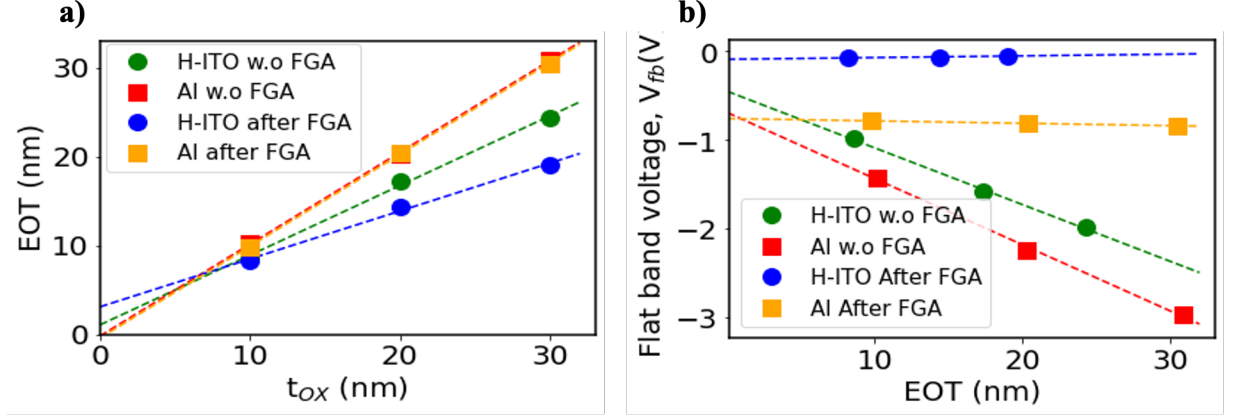 a)
EOT (nm)
30
20
10
0
H-ITO w.o FGA
Al w.o FGA
H-ITO after FGA
Al after FGA
0 10 20 30
tOX (nm)
b)
Flat band voltage, Vfb(V
0
−1
−2
−3
H-ITO w.o FGA
Al w.o FGA
H-ITO After FGA
Al After FGA
10 20 30
EOT (nm)